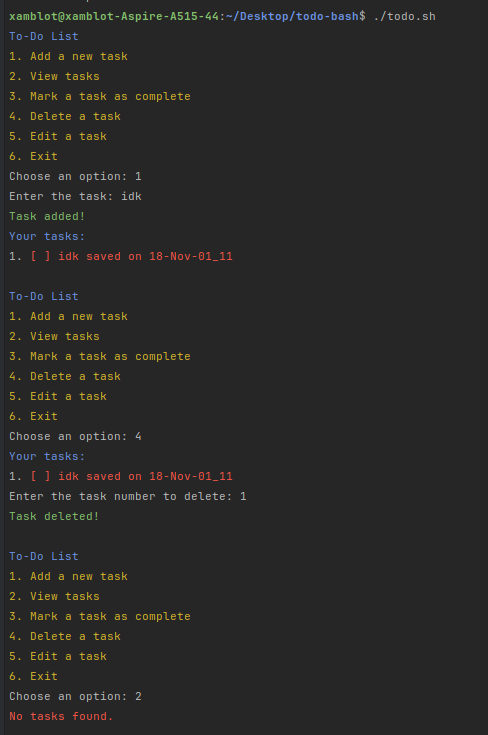 xamblot@xamblot-Aspire-A515-44:~/Desktop/todo-bash$ ./todo.sh
To-Do List
1. Add a new task
2. View tasks
3. Mark a task as complete
4. Delete a task
5. Edit a task
6. Exit
Choose an option: 1
Enter the task: idk
Task added!
Your tasks:
1. [ ] idk saved on 18-Nov-01_11
To-Do List
1. Add a new task
2. View tasks
3. Mark a task as complete
4. Delete a task
5. Edit a task
6. Exit
Choose an option: 4
Your tasks:
1. [ ] idk saved on 18-Nov-01_11
Enter the task number to delete: 1
Task deleted!
To-Do List
1. Add a new task
2. View tasks
3. Mark a task as complete
4. Delete a task
5. Edit a task
6. Exit
Choose an option: 2
No tasks found.